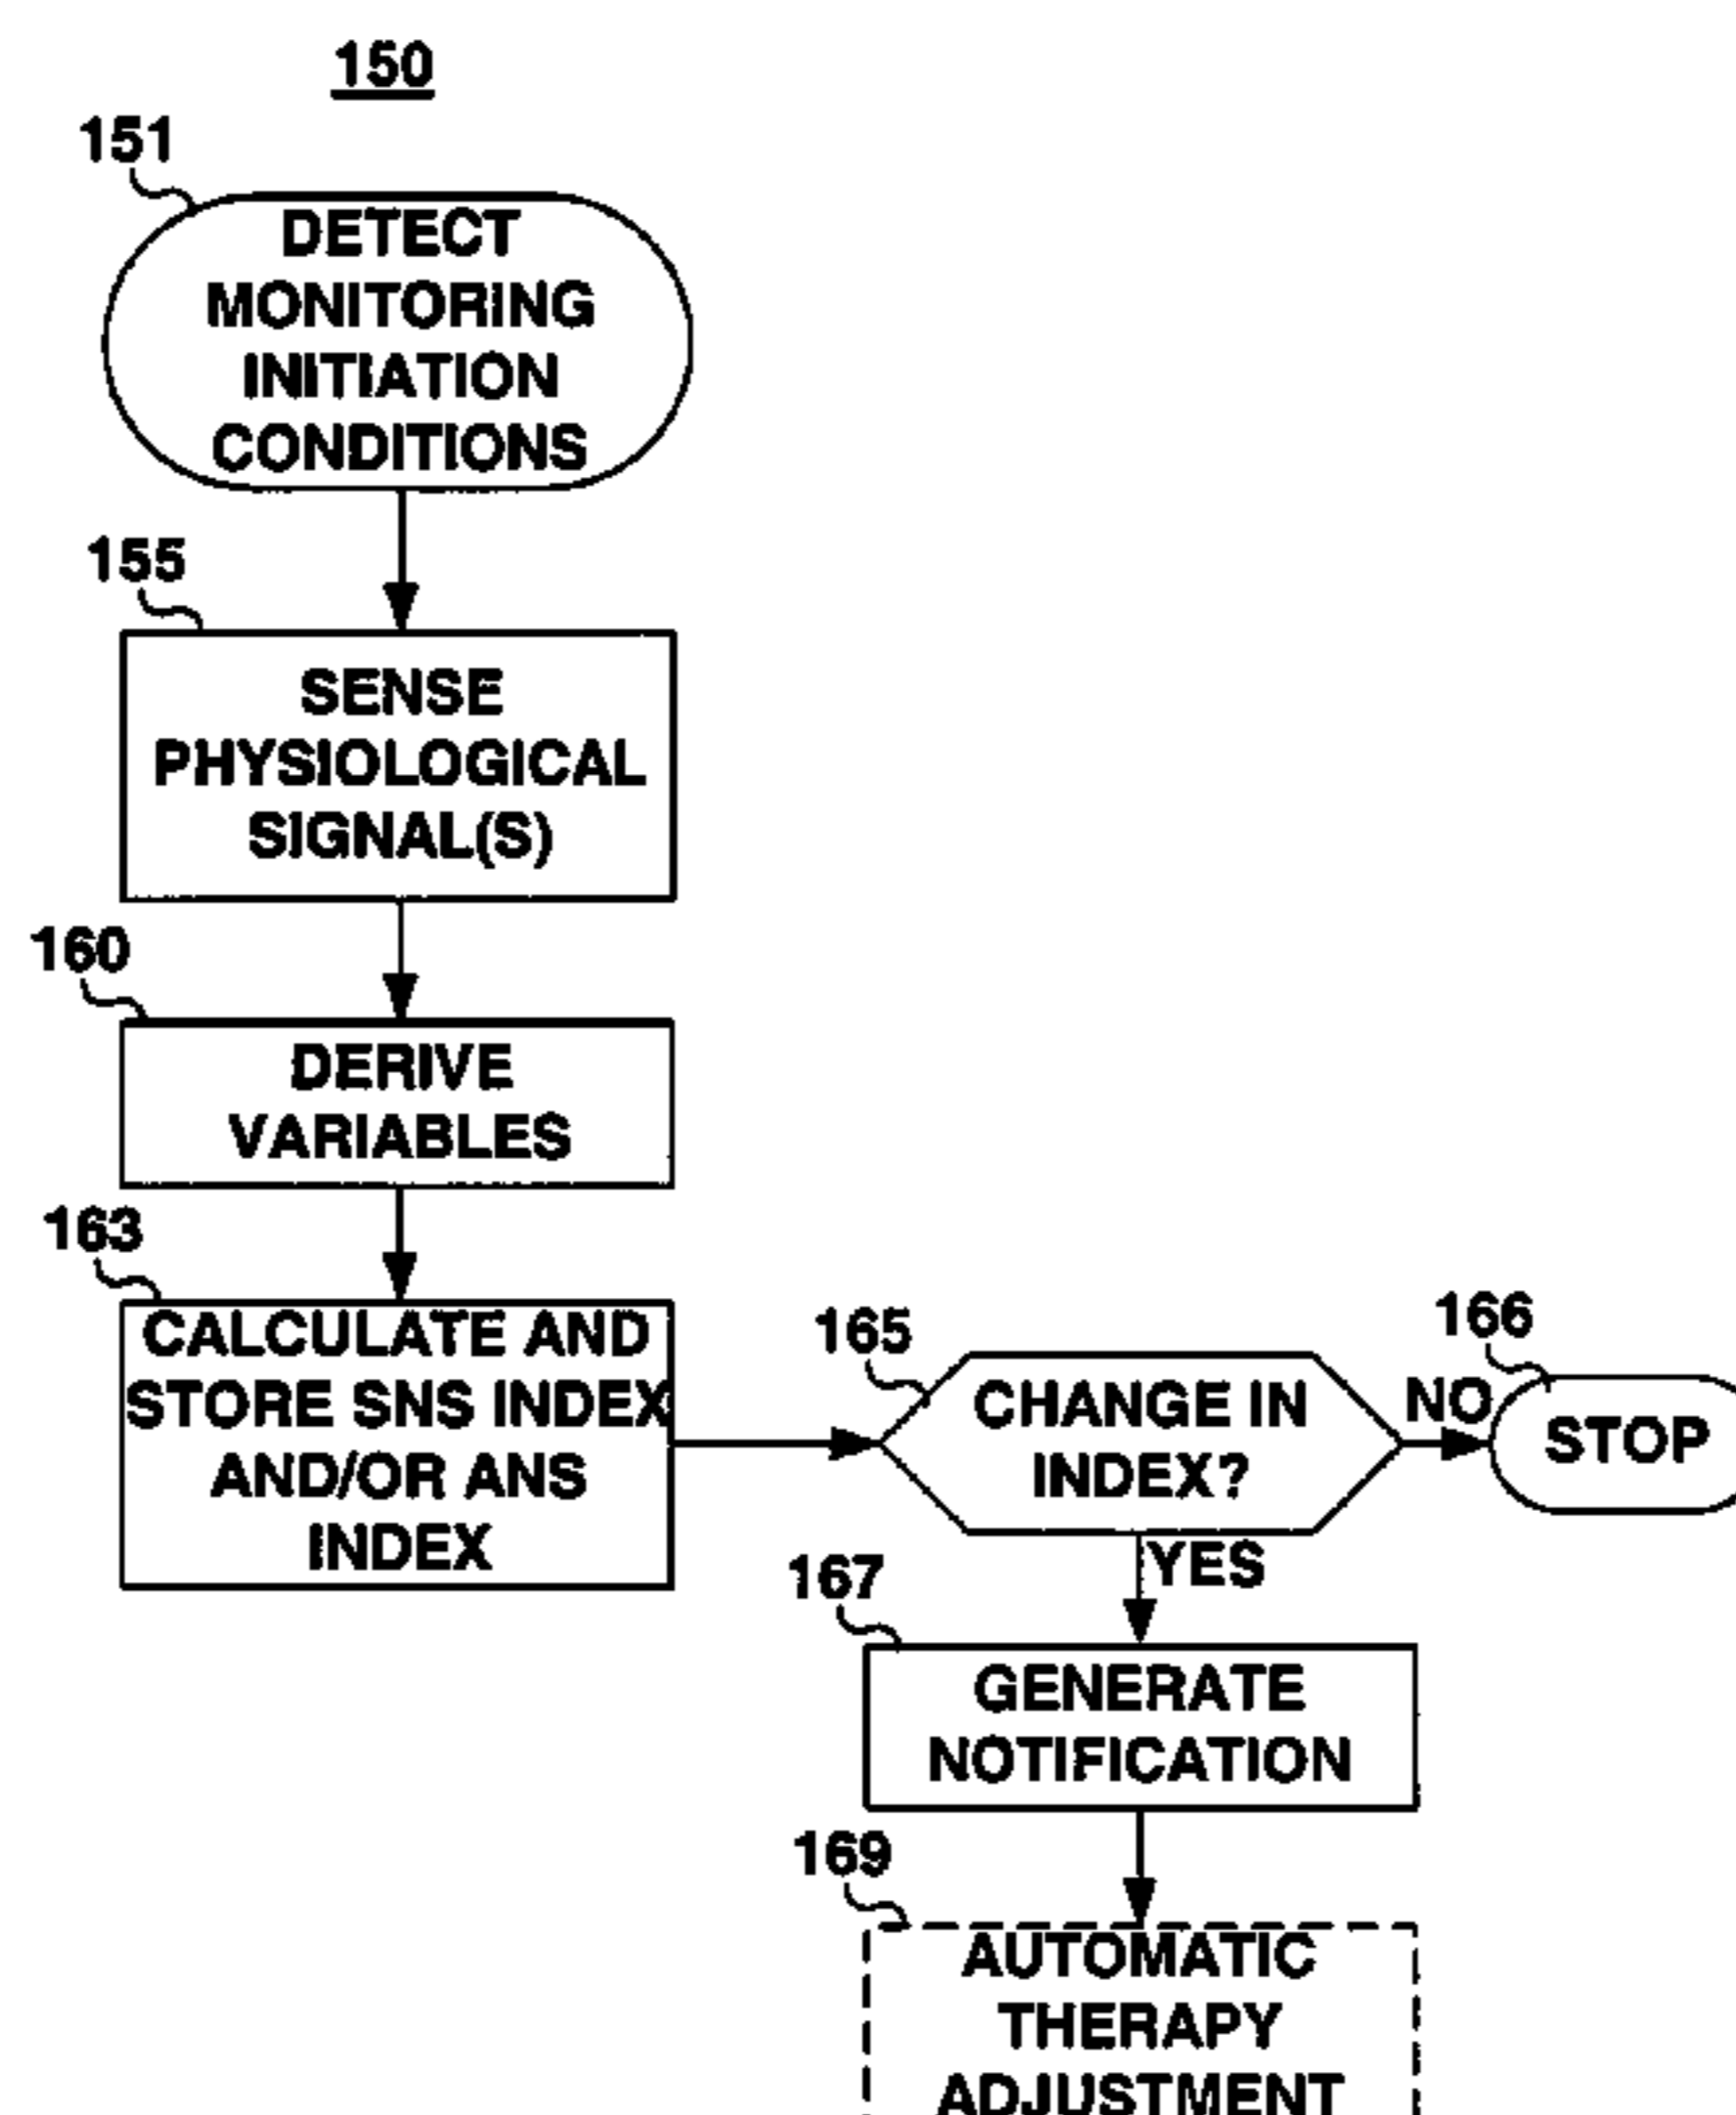 150
151
DETECT
MONITORING
INITIATION
CONDITIONS
155
SENSE
PHYSIOLOGICAL
SIGNAL(S)
160
DERIVE
VARIABLES
163
CALCULATE AND
STORE SNS INDEX
AND/OR ANS
INDEX
165
CHANGE IN
INDEX?
NO
166
STOP
YES
167
GENERATE
NOTIFICATION
169
AUTOMATIC
THERAPY
ADJUSTMENT